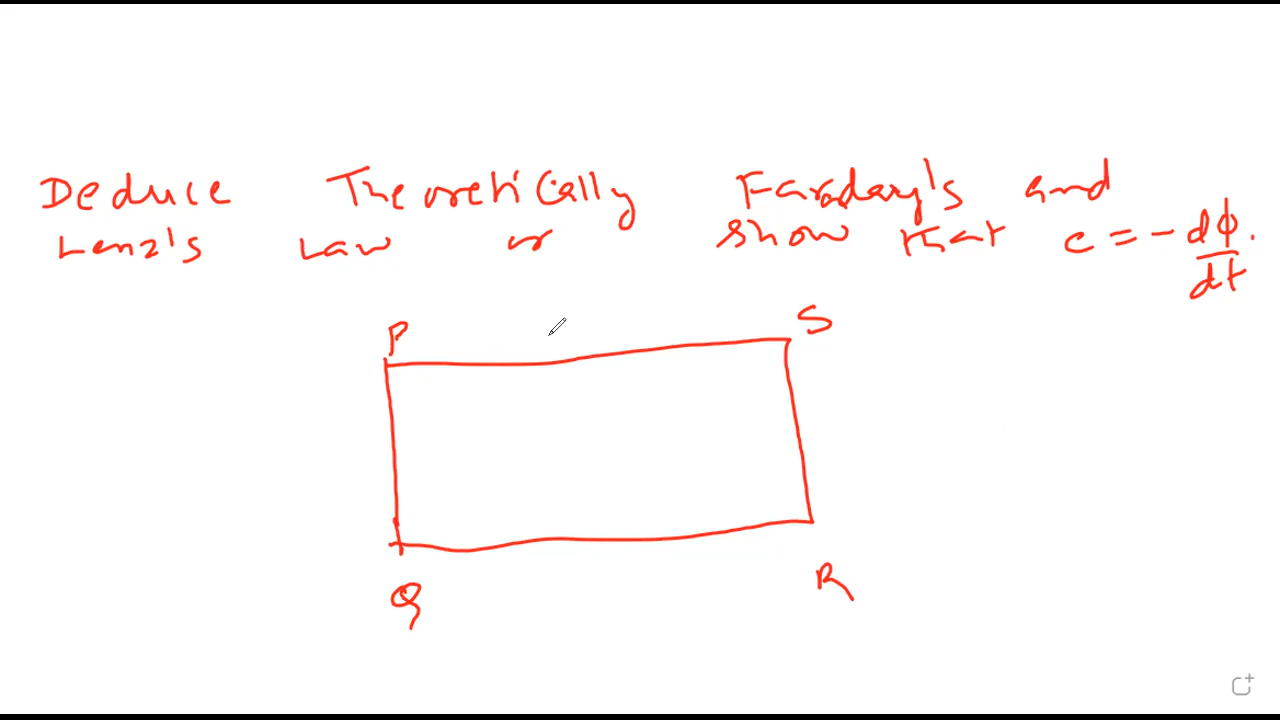 Deduce Theoretically Faraday's and
Lenz's Law or show that e = - dϕ/dt.
P S
Q R